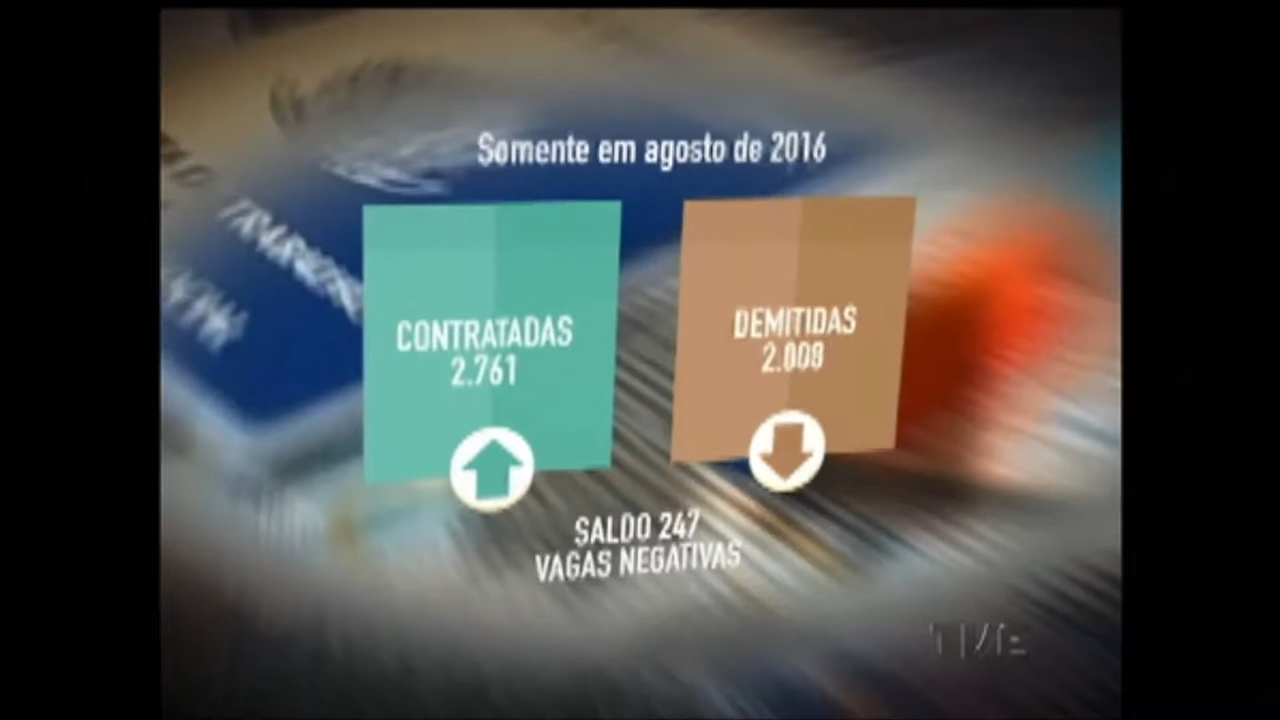 Somente em agosto de 2016
CONTRATADAS
2.761
DEMITIDAS
2.008
SALDO 247
VAGAS NEGATIVAS